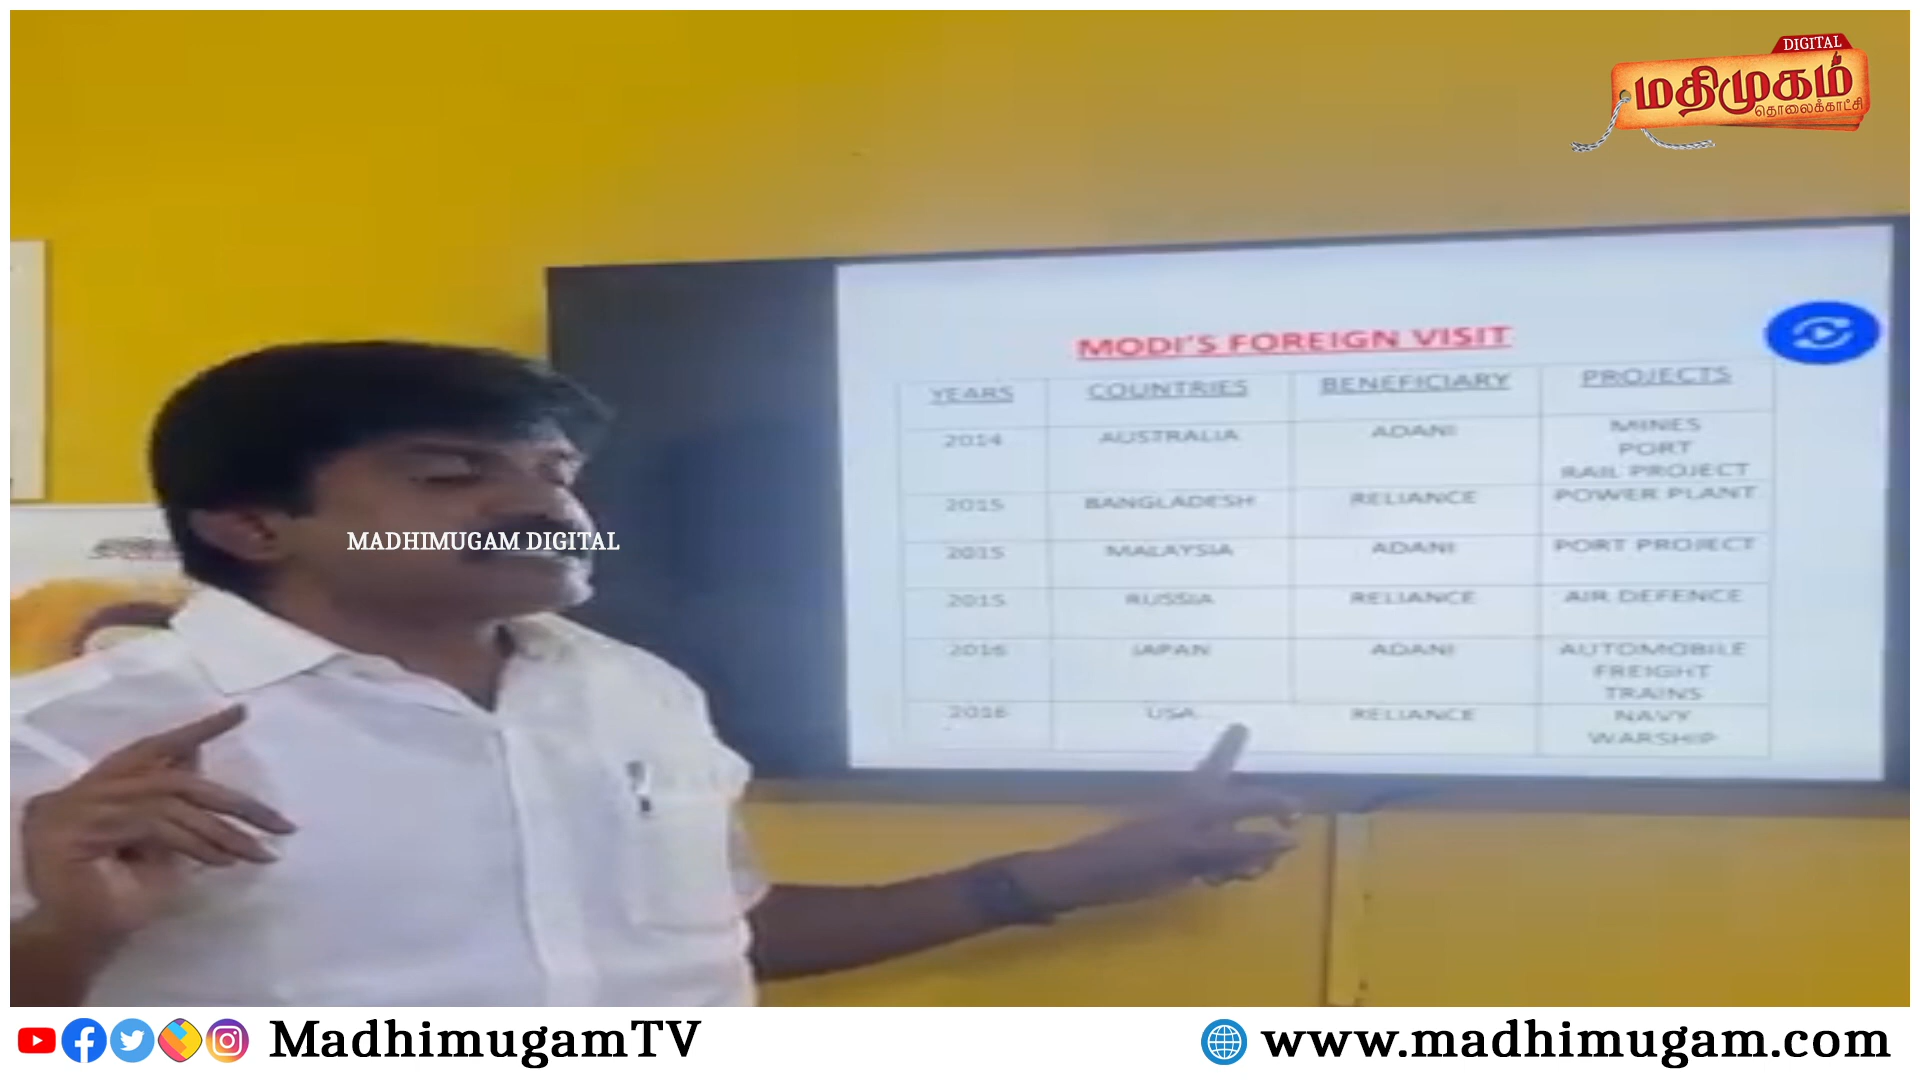 DIGITAL
மதிமுகம்
தொலைக்காட்சி
MODI'S FOREIGN VISIT
YEARS COUNTRIES BENEFICIARY PROJECTS
2014 AUSTRALIA ADANI MINES
PORT
RAIL PROJECT
2015 BANGLADESH RELIANCE POWER PLANT
2015 MALAYSIA ADANI PORT PROJECT
2015 RUSSIA RELIANCE AIR DEFENCE
2016 JAPAN ADANI AUTOMOBILE
FREIGHT
TRAINS
2016 USA RELIANCE NAVY
WARSHIP
MADHIMUGAM DIGITAL
MadhimugamTV
www.madhimugam.com